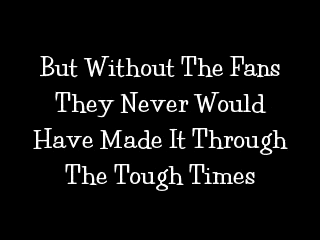 But Without The Fans
They Never Would
Have Made It Through
The Tough Times